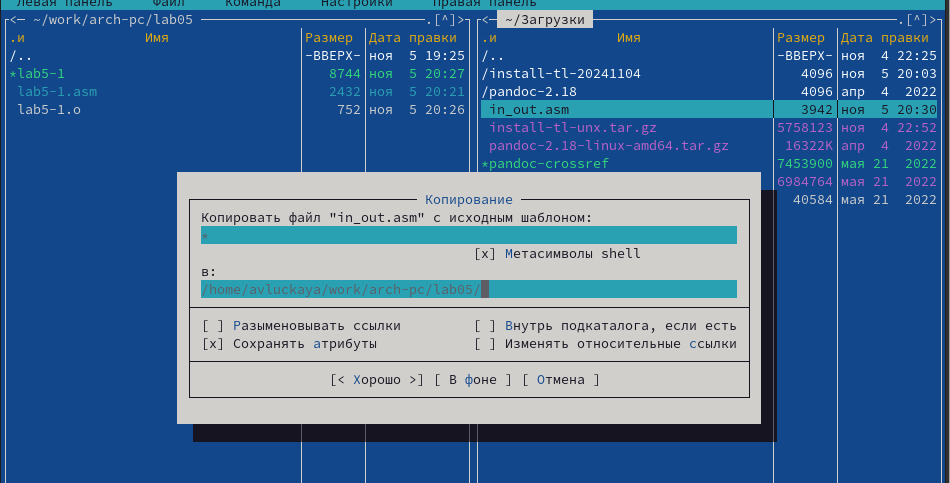 левая панель Файл Команда Настройки Правая панель
<— ~/work/arch-pc/lab05 .[^]>
.и Имя Размер Дата правки
/.. -ВВЕРХ- ноя 5 19:25
*lab5-1 8744 ноя 5 20:27
lab5-1.asm 2432 ноя 5 20:21
lab5-1.o 752 ноя 5 20:26
<— ~/Загрузки .[^]>
.и Имя Размер Дата правки
/.. -ВВЕРХ- ноя 4 22:25
/install-tl-20241104 4096 ноя 5 20:03
/pandoc-2.18 4096 апр 4 2022
in_out.asm 3942 ноя 5 20:30
install-tl-unx.tar.gz 5758123 ноя 4 22:52
pandoc-2.18-linux-amd64.tar.gz 16322K апр 4 2022
*pandoc-crossref 7453900 мая 21 2022
6984764 мая 21 2022
40584 мая 21 2022
Копирование
Копировать файл "in_out.asm" с исходным шаблоном:
*
[x] Метасимволы shell
в:
/home/avluckaya/work/arch-pc/lab05/
[ ] Разыменовывать ссылки [ ] Внутрь подкаталога, если есть
[x] Сохранять атрибуты [ ] Изменять относительные ссылки
[< Хорошо >] [ В фоне ] [ Отмена ]